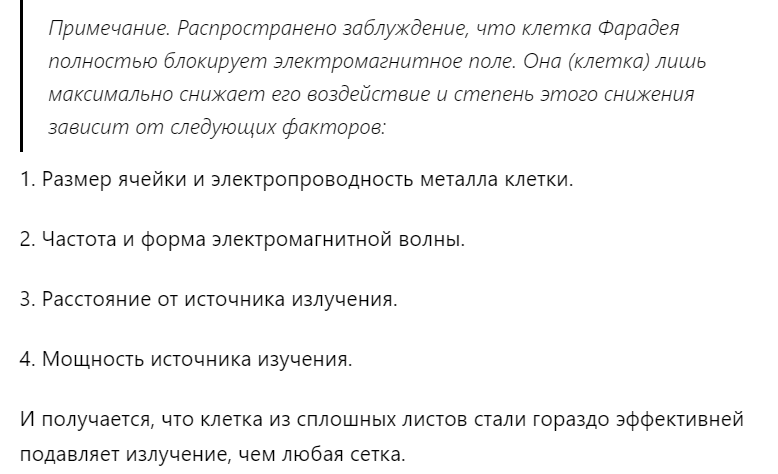 Примечание. Распространено заблуждение, что клетка Фарадея
полностью блокирует электромагнитное поле. Она (клетка) лишь
максимально снижает его воздействие и степень этого снижения
зависит от следующих факторов:
1. Размер ячейки и электропроводность металла клетки.
2. Частота и форма электромагнитной волны.
3. Расстояние от источника излучения.
4. Мощность источника изучения.
И получается, что клетка из сплошных листов стали гораздо эффективней
подавляет излучение, чем любая сетка.